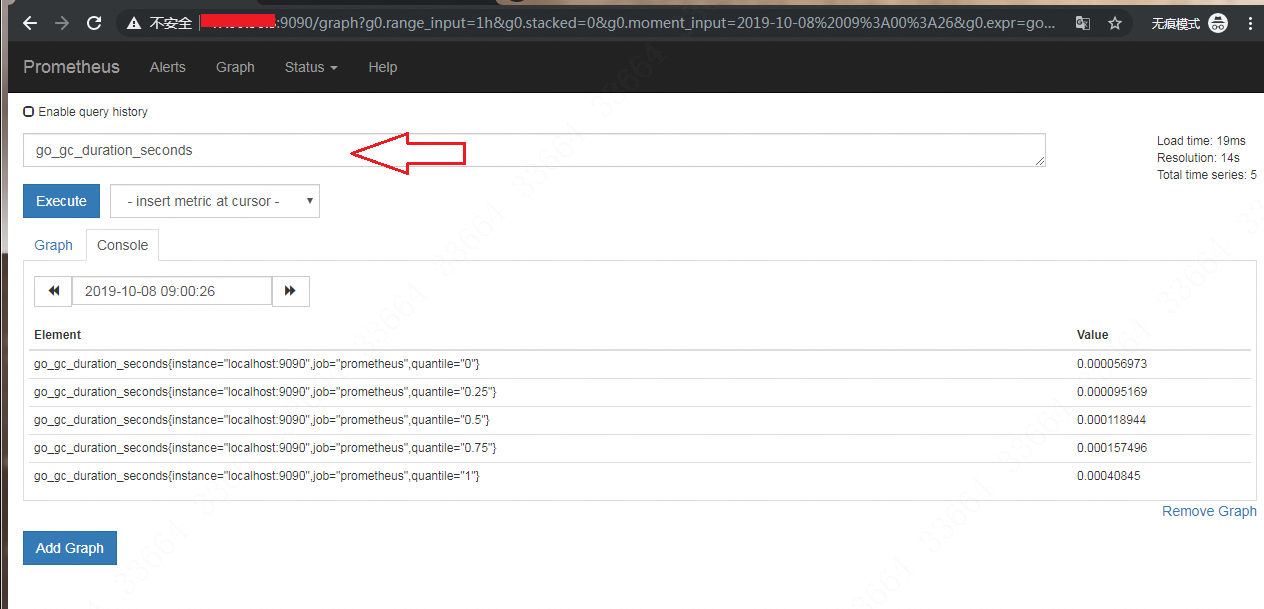 不安全 :9090/graph?g0.range_input=1h&g0.stacked=0&g0.moment_input=2019-10-08%2009%3A00%3A26&g0.expr=go... 无痕模式
Prometheus Alerts Graph Status Help
Enable query history
go_gc_duration_seconds
Load time: 19ms
Resolution: 14s
Total time series: 5
Execute - insert metric at cursor -
Graph Console
2019-10-08 09:00:26
Element Value
go_gc_duration_seconds{instance="localhost:9090",job="prometheus",quantile="0"} 0.000056973
go_gc_duration_seconds{instance="localhost:9090",job="prometheus",quantile="0.25"} 0.000095169
go_gc_duration_seconds{instance="localhost:9090",job="prometheus",quantile="0.5"} 0.000118944
go_gc_duration_seconds{instance="localhost:9090",job="prometheus",quantile="0.75"} 0.000157496
go_gc_duration_seconds{instance="localhost:9090",job="prometheus",quantile="1"} 0.00040845
Remove Graph
Add Graph